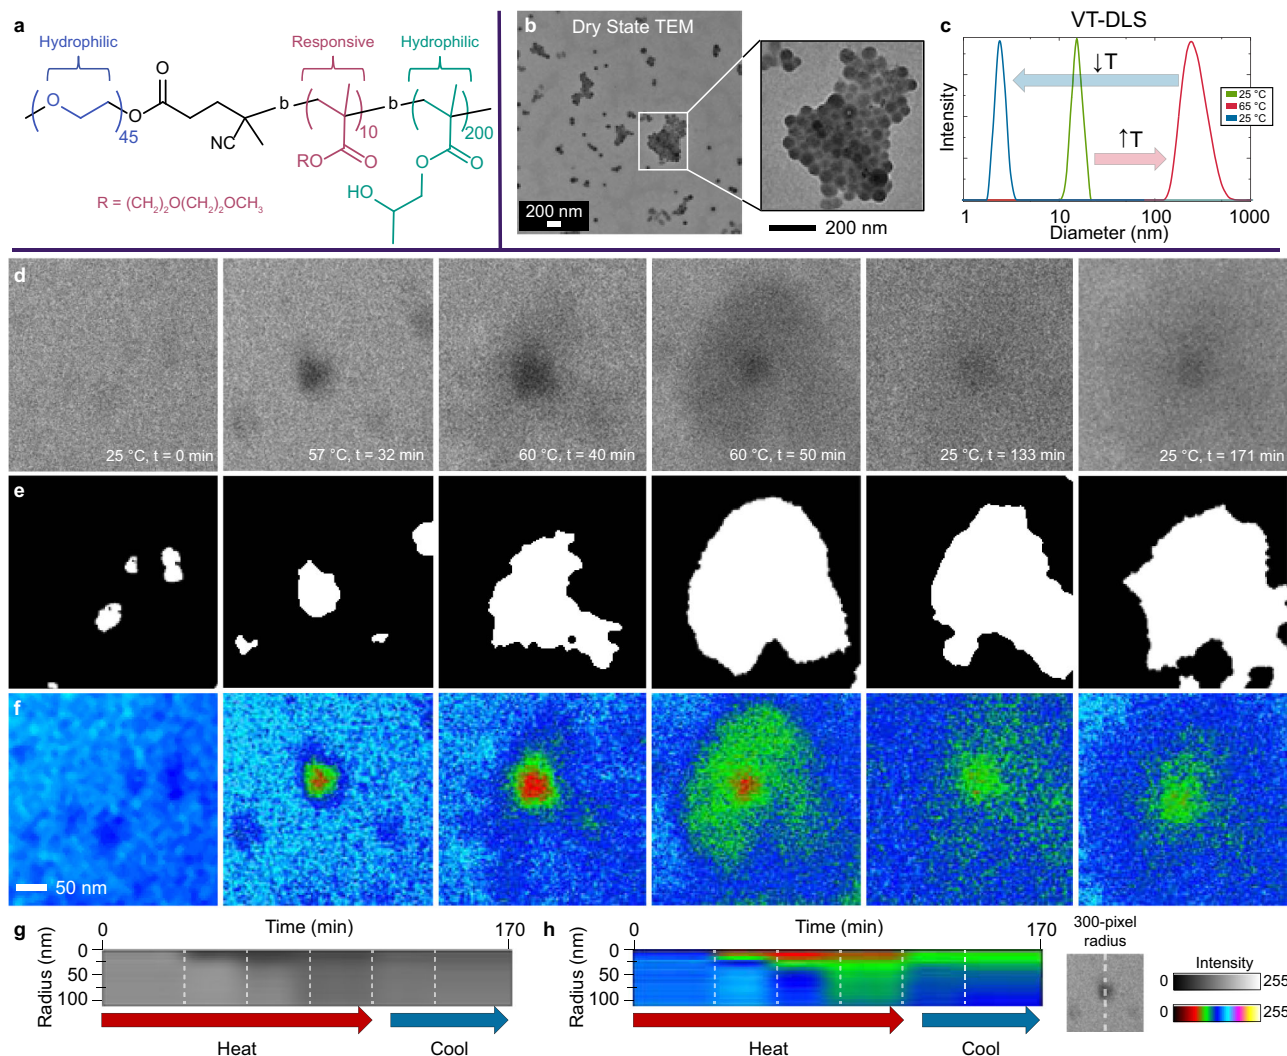 a
Hydrophilic
Responsive
Hydrophilic
O
45
O
O
NC
b
10
RO
O
b
200
O
O
HO
R = (CH₂)₂O(CH₂)₂OCH₃
b
Dry State TEM
200 nm
200 nm
c
VT-DLS
Intensity
↓T
↑T
25 °C
65 °C
25 °C
1 10 100 1000
Diameter (nm)
d
25 °C, t = 0 min
57 °C, t = 32 min
60 °C, t = 40 min
60 °C, t = 50 min
25 °C, t = 133 min
25 °C, t = 171 min
e
f
50 nm
g
0 Time (min) 170
Radius (nm)
0
50
100
Heat
Cool
h
0 Time (min) 170
Radius (nm)
0
50
100
Heat
Cool
300-pixel
radius
Intensity
0 255
0 255